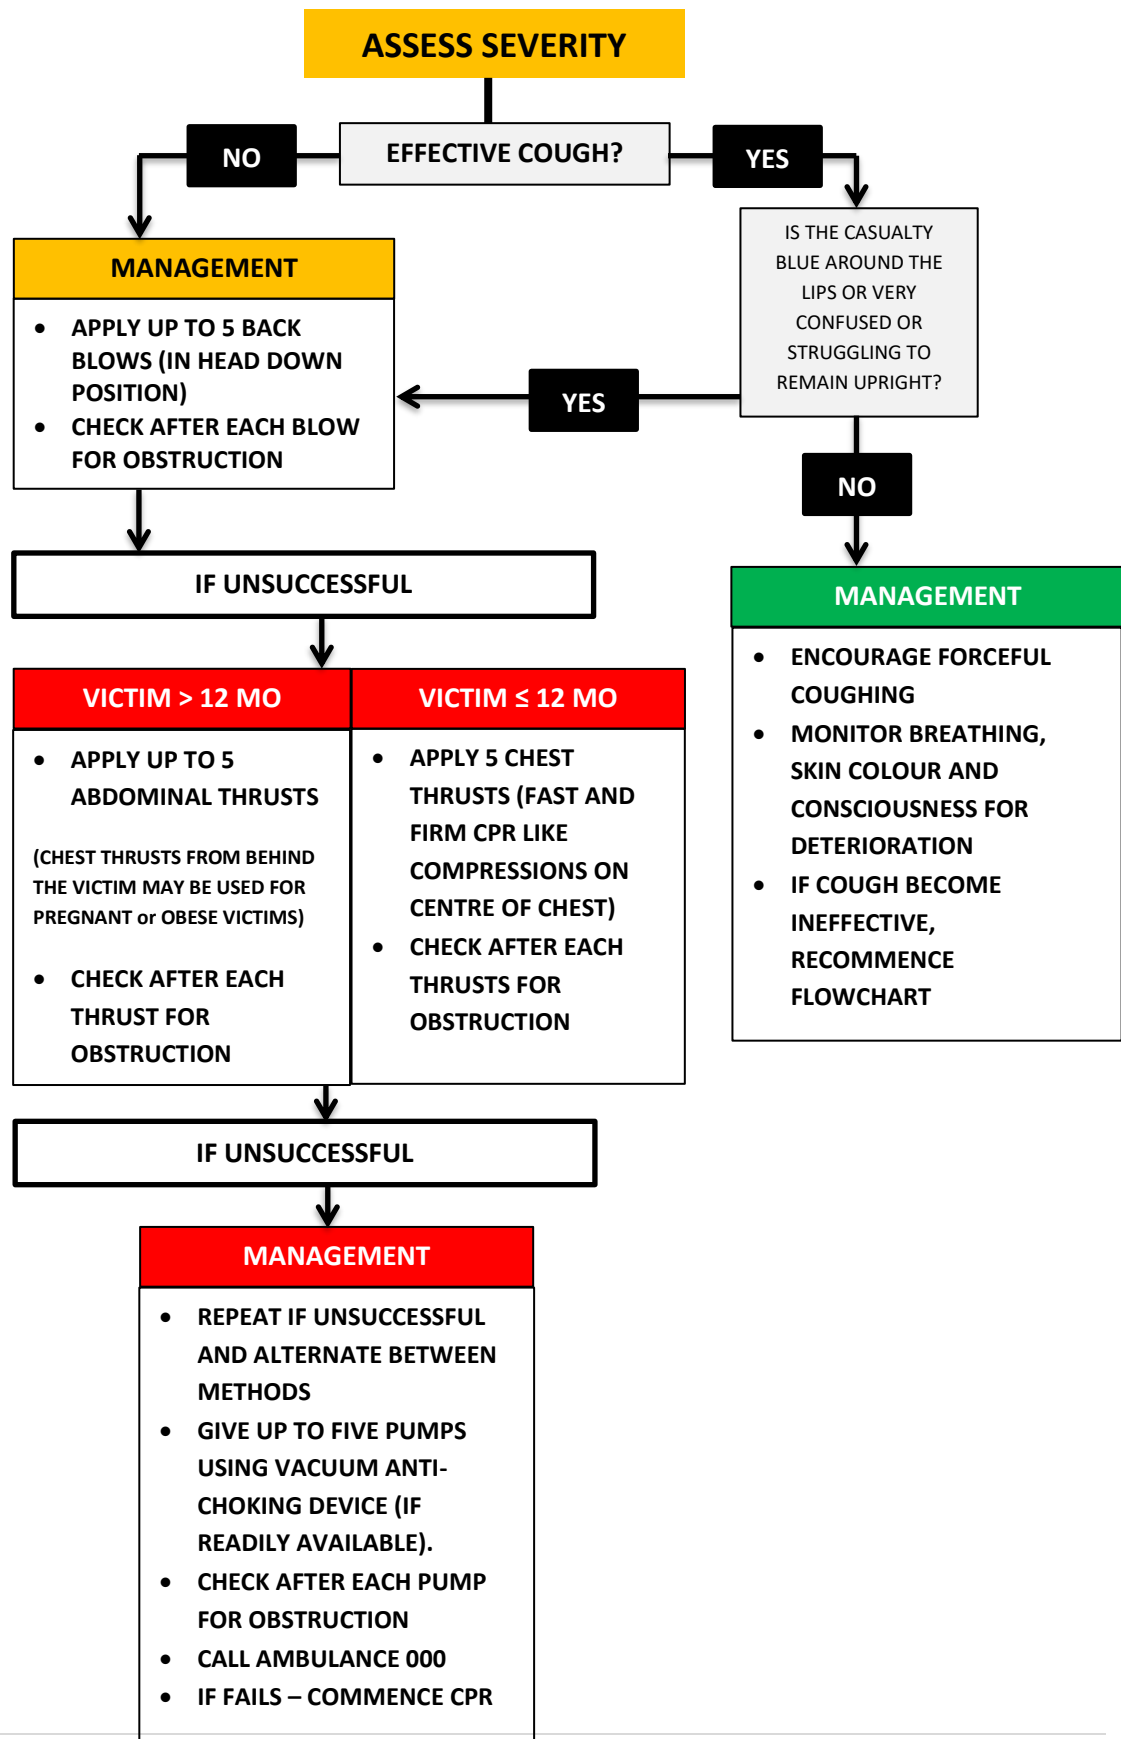 ASSESS SEVERITY
EFFECTIVE COUGH?
NO
YES
IS THE CASUALTY
BLUE AROUND THE
LIPS OR VERY
CONFUSED OR
STRUGGLING TO
REMAIN UPRIGHT?
MANAGEMENT
• APPLY UP TO 5 BACK
BLOWS (IN HEAD DOWN
POSITION)
• CHECK AFTER EACH BLOW
FOR OBSTRUCTION
YES
NO
IF UNSUCCESSFUL
MANAGEMENT
• ENCOURAGE FORCEFUL
COUGHING
• MONITOR BREATHING,
SKIN COLOUR AND
CONSCIOUSNESS FOR
DETERIORATION
• IF COUGH BECOME
INEFFECTIVE,
RECOMMENCE
FLOWCHART
VICTIM > 12 MO
• APPLY UP TO 5
ABDOMINAL THRUSTS
(CHEST THRUSTS FROM BEHIND
THE VICTIM MAY BE USED FOR
PREGNANT or OBESE VICTIMS)
• CHECK AFTER EACH
THRUST FOR
OBSTRUCTION
VICTIM ≤ 12 MO
• APPLY 5 CHEST
THRUSTS (FAST AND
FIRM CPR LIKE
COMPRESSIONS ON
CENTRE OF CHEST)
• CHECK AFTER EACH
THRUSTS FOR
OBSTRUCTION
IF UNSUCCESSFUL
MANAGEMENT
• REPEAT IF UNSUCCESSFUL
AND ALTERNATE BETWEEN
METHODS
• GIVE UP TO FIVE PUMPS
USING VACUUM ANTI-
CHOKING DEVICE (IF
READILY AVAILABLE).
• CHECK AFTER EACH PUMP
FOR OBSTRUCTION
• CALL AMBULANCE 000
• IF FAILS – COMMENCE CPR